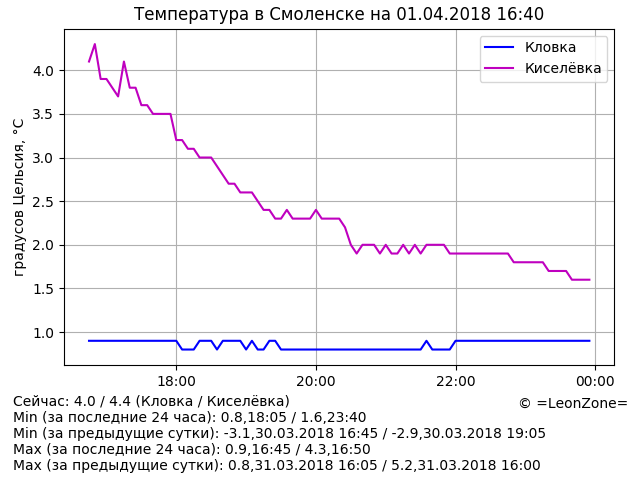 Температура в Смоленске на 01.04.2018 16:40
Кловка
Киселёвка
градусов Цельсия, °C
4.0
3.5
3.0
2.5
2.0
1.5
1.0
18:00
20:00
22:00
00:00
Сейчас: 4.0 / 4.4 (Кловка / Киселёвка)
© =LeonZone=
Min (за последние 24 часа): 0.8,18:05 / 1.6,23:40
Min (за предыдущие сутки): -3.1,30.03.2018 16:45 / -2.9,30.03.2018 19:05
Max (за последние 24 часа): 0.9,16:45 / 4.3,16:50
Max (за предыдущие сутки): 0.8,31.03.2018 16:05 / 5.2,31.03.2018 16:00